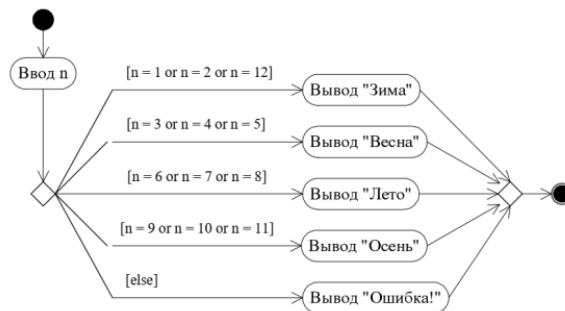 Ввод n
[n = 1 or n = 2 or n = 12]
Вывод "Зима"
[n = 3 or n = 4 or n = 5]
Вывод "Весна"
[n = 6 or n = 7 or n = 8]
Вывод "Лето"
[n = 9 or n = 10 or n = 11]
Вывод "Осень"
[else]
Вывод "Ошибка!"